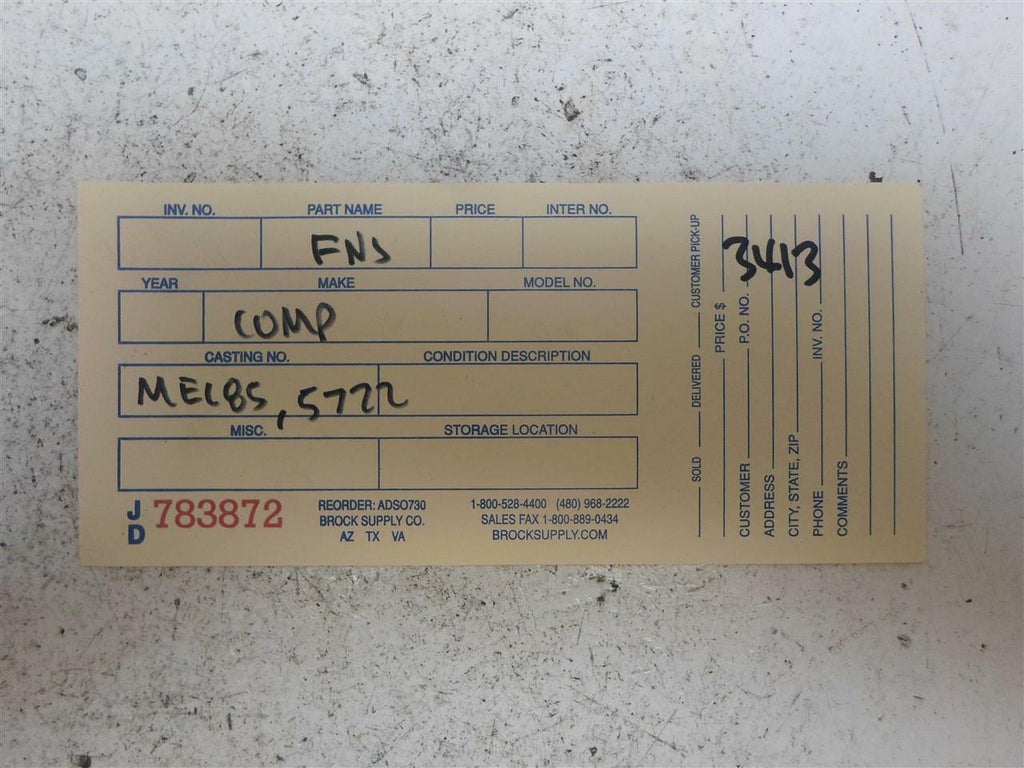 INV. NO. PART NAME PRICE INTER NO.
FNS
YEAR MAKE MODEL NO.
COMP
CASTING NO. CONDITION DESCRIPTION
ME185, 5722
MISC. STORAGE LOCATION
JD 783872
REORDER: ADSO730
BROCK SUPPLY CO.
AZ TX VA
1-800-528-4400 (480) 968-2222
SALES FAX 1-800-889-0434
BROCKSUPPLY.COM
SOLD DELIVERED CUSTOMER PICK-UP
PRICE $
CUSTOMER P.O. NO.
ADDRESS
CITY, STATE, ZIP
PHONE INV. NO.
COMMENTS
3413